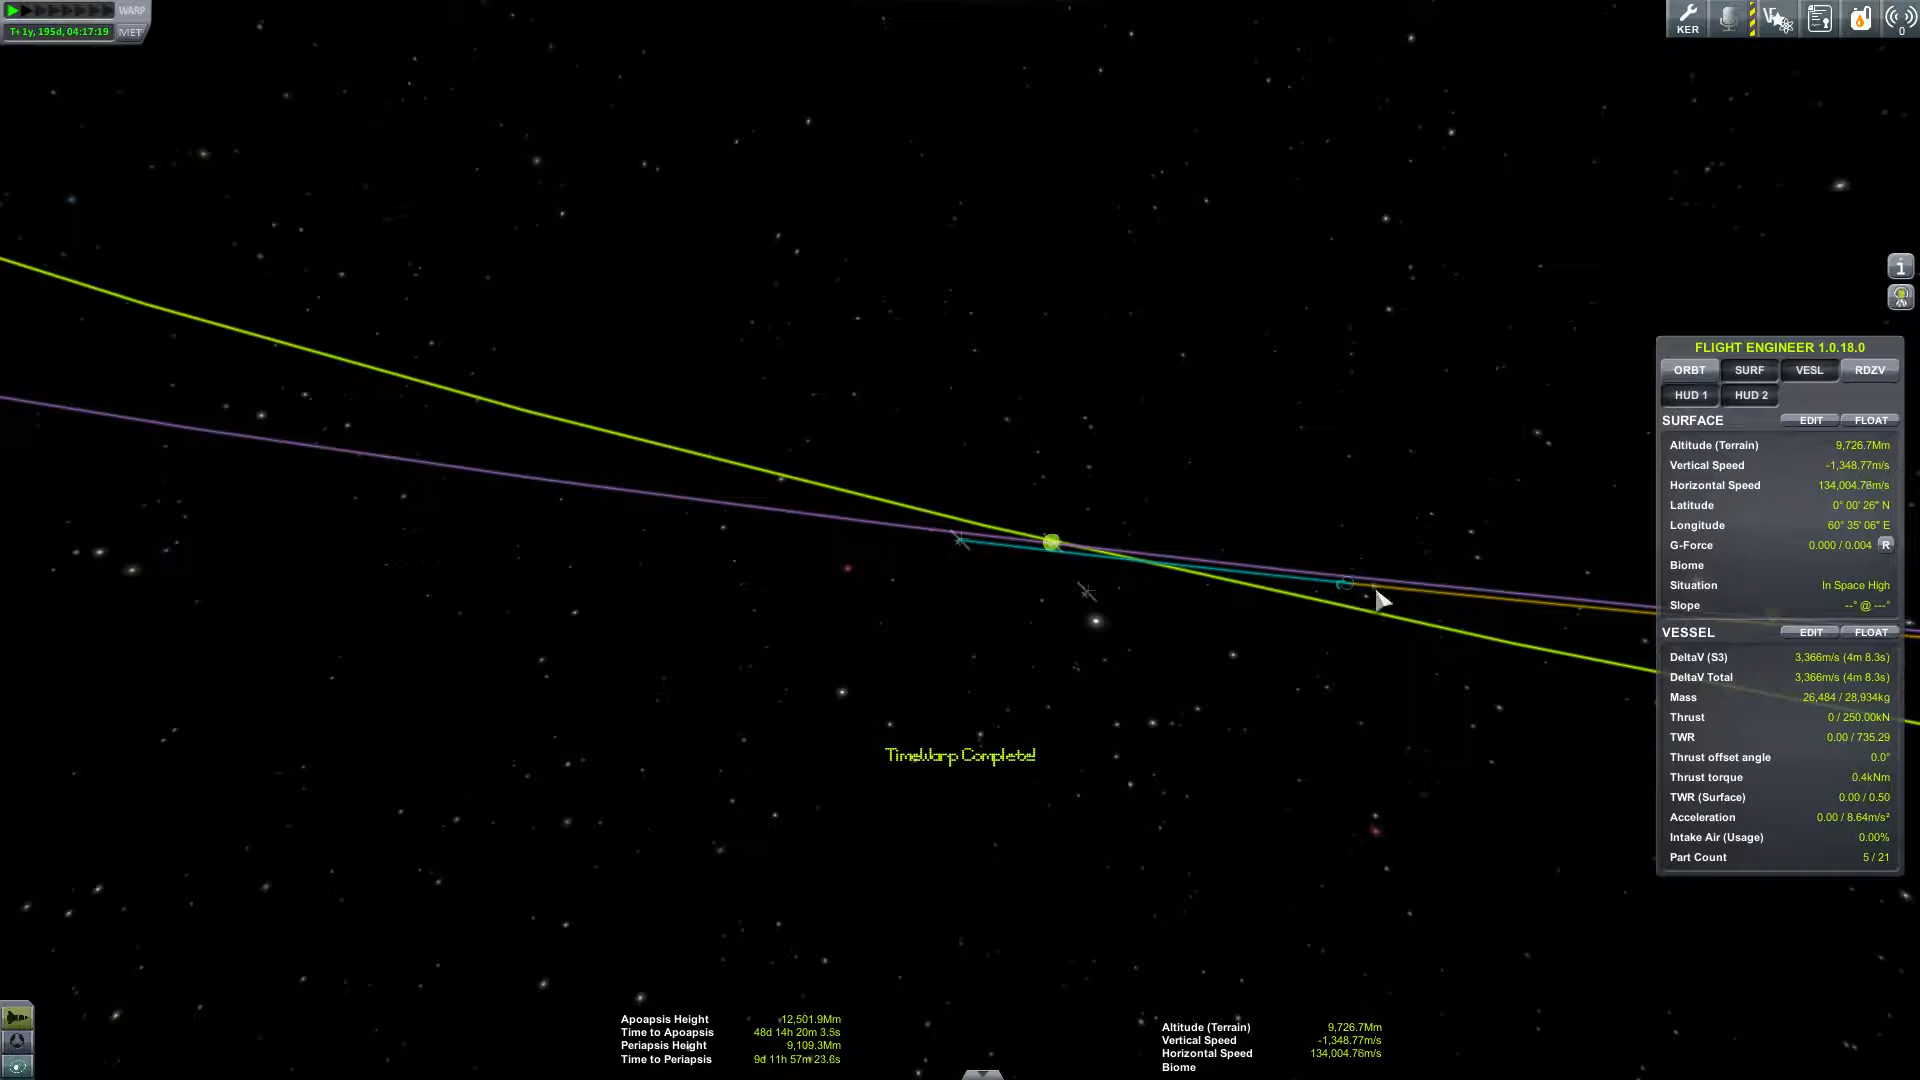 WARP
T+ 1y, 195d, 04:17:19 MET
KER
0
FLIGHT ENGINEER 1.0.18.0
ORBT SURF VESL RDZV
HUD 1 HUD 2
SURFACE EDIT FLOAT
Altitude (Terrain) 9,726.7Mm
Vertical Speed -1,348.77m/s
Horizontal Speed 134,004.76m/s
Latitude 0° 00' 26" N
Longitude 60° 35' 06" E
G-Force 0.000 / 0.004 R
Biome
Situation In Space High
Slope --° @ ---°
VESSEL EDIT FLOAT
DeltaV (S3) 3,366m/s (4m 8.3s)
DeltaV Total 3,366m/s (4m 8.3s)
Mass 26,484 / 28,934kg
Thrust 0 / 250.00kN
TWR 0.00 / 735.29
Thrust offset angle 0.0°
Thrust torque 0.4kNm
TWR (Surface) 0.00 / 0.50
Acceleration 0.00 / 8.64m/s²
Intake Air (Usage) 0.00%
Part Count 5 / 21
TimeWarp Complete!
Apoapsis Height 12,501.9Mm
Time to Apoapsis 48d 14h 20m 3.5s
Periapsis Height 9,109.3Mm
Time to Periapsis 9d 11h 57m 23.6s
Altitude (Terrain) 9,726.7Mm
Vertical Speed -1,348.77m/s
Horizontal Speed 134,004.76m/s
Biome